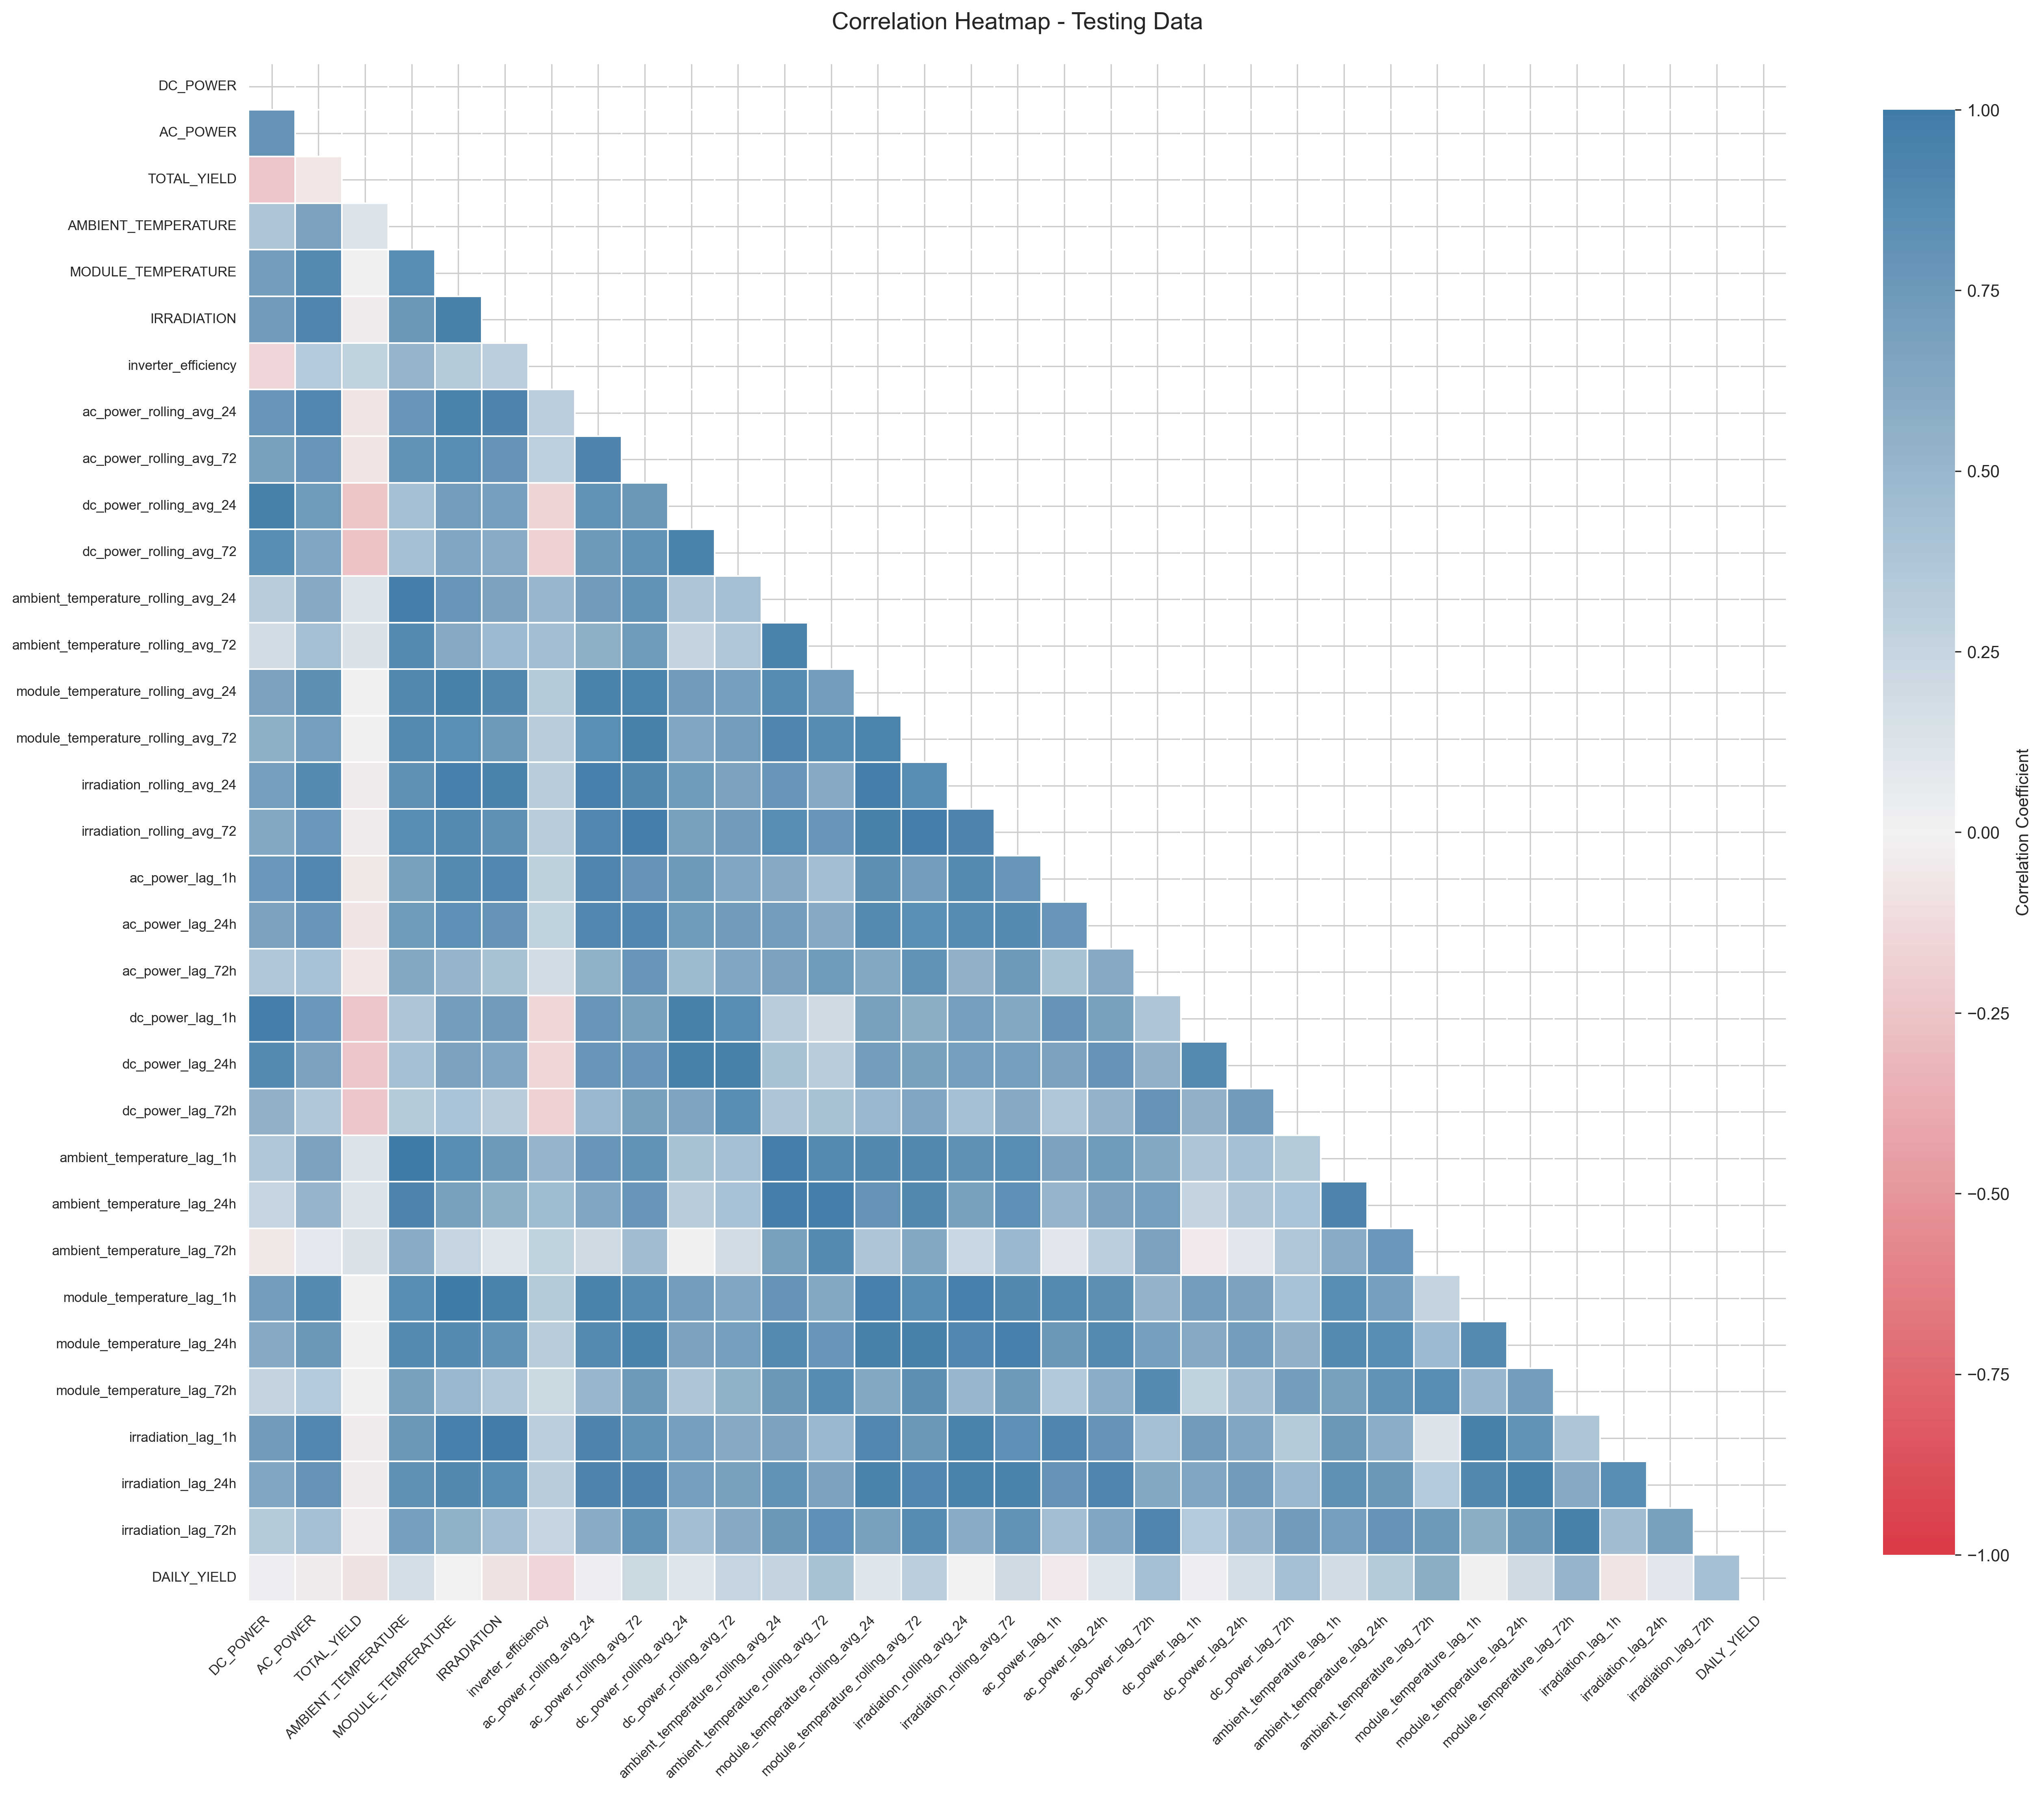 Correlation Heatmap - Testing Data
DC_POWER
AC_POWER
TOTAL_YIELD
AMBIENT_TEMPERATURE
MODULE_TEMPERATURE
IRRADIATION
inverter_efficiency
ac_power_rolling_avg_24
ac_power_rolling_avg_72
dc_power_rolling_avg_24
dc_power_rolling_avg_72
ambient_temperature_rolling_avg_24
ambient_temperature_rolling_avg_72
module_temperature_rolling_avg_24
module_temperature_rolling_avg_72
irradiation_rolling_avg_24
irradiation_rolling_avg_72
ac_power_lag_1h
ac_power_lag_24h
ac_power_lag_72h
dc_power_lag_1h
dc_power_lag_24h
dc_power_lag_72h
ambient_temperature_lag_1h
ambient_temperature_lag_24h
ambient_temperature_lag_72h
module_temperature_lag_1h
module_temperature_lag_24h
module_temperature_lag_72h
irradiation_lag_1h
irradiation_lag_24h
irradiation_lag_72h
DAILY_YIELD
DC_POWER
AC_POWER
TOTAL_YIELD
AMBIENT_TEMPERATURE
MODULE_TEMPERATURE
IRRADIATION
inverter_efficiency
ac_power_rolling_avg_24
ac_power_rolling_avg_72
dc_power_rolling_avg_24
dc_power_rolling_avg_72
ambient_temperature_rolling_avg_24
ambient_temperature_rolling_avg_72
module_temperature_rolling_avg_24
module_temperature_rolling_avg_72
irradiation_rolling_avg_24
irradiation_rolling_avg_72
ac_power_lag_1h
ac_power_lag_24h
ac_power_lag_72h
dc_power_lag_1h
dc_power_lag_24h
dc_power_lag_72h
ambient_temperature_lag_1h
ambient_temperature_lag_24h
ambient_temperature_lag_72h
module_temperature_lag_1h
module_temperature_lag_24h
module_temperature_lag_72h
irradiation_lag_1h
irradiation_lag_24h
irradiation_lag_72h
DAILY_YIELD
1.00
0.75
0.50
0.25
0.00
−0.25
−0.50
−0.75
−1.00
Correlation Coefficient